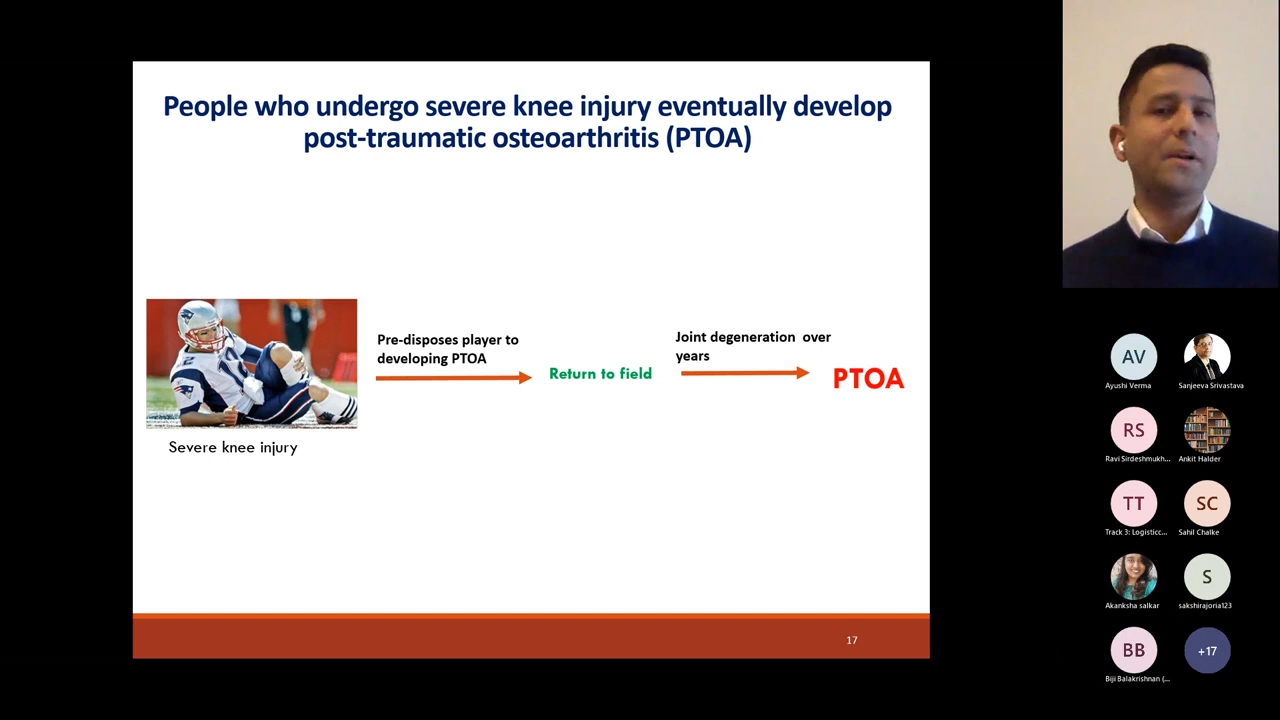 People who undergo severe knee injury eventually develop
post-traumatic osteoarthritis (PTOA)
Pre-disposes player to
developing PTOA
Return to field
Joint degeneration over
years
PTOA
Severe knee injury
17
AV
Ayushi Verma
Sanjeeva Srivastava
RS
Ravi Sirdeshmukh...
Ankit Halder
TT
Track 3: Logisticc...
SC
Sahil Chalke
Akanksha salkar
S
sakshirajoria123
BB
Biji Balakrishnan (...
+17